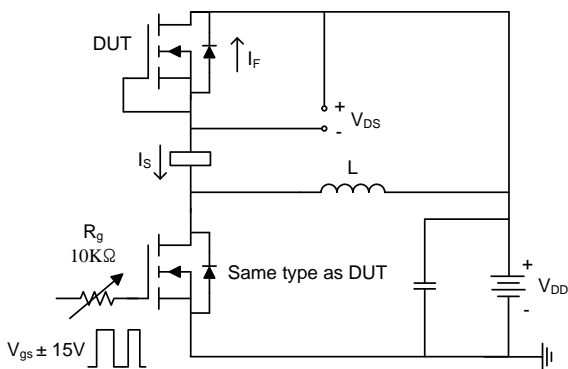 DUT
I_F
+
V_DS
-
I_S
L
R_g
10KΩ
Same type as DUT
+
V_DD
-
V_gs ± 15V